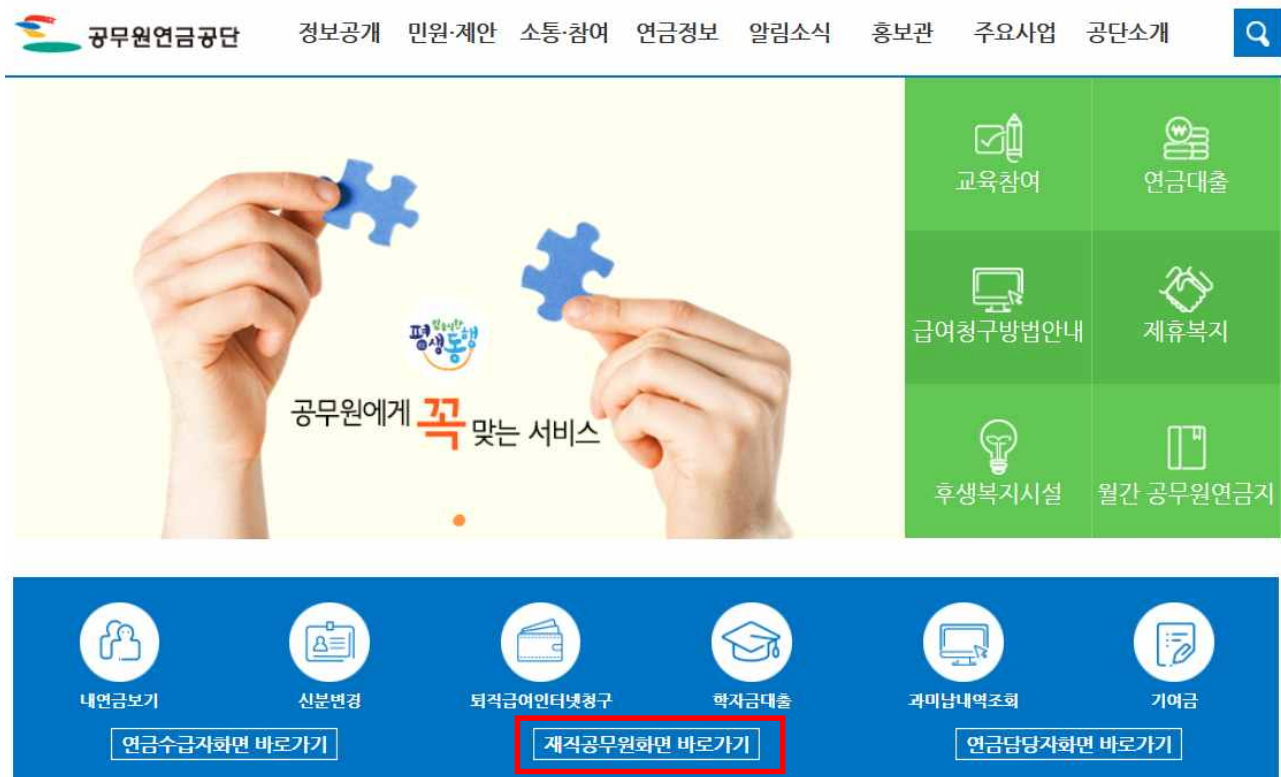 공무원연금공단
정보공개 민원·제안 소통·참여 연금정보 알림소식 홍보관 주요사업 공단소개
교육참여 연금대출
급여청구방법안내 제휴복지
평생동행
공무원에게 꼭 맞는 서비스
후생복지시설 월간 공무원연금지
내연금보기 신분변경 퇴직급여인터넷청구 학자금대출 과미납내역조회 기여금
연금수급자화면 바로가기 재직공무원화면 바로가기 연금담당자화면 바로가기